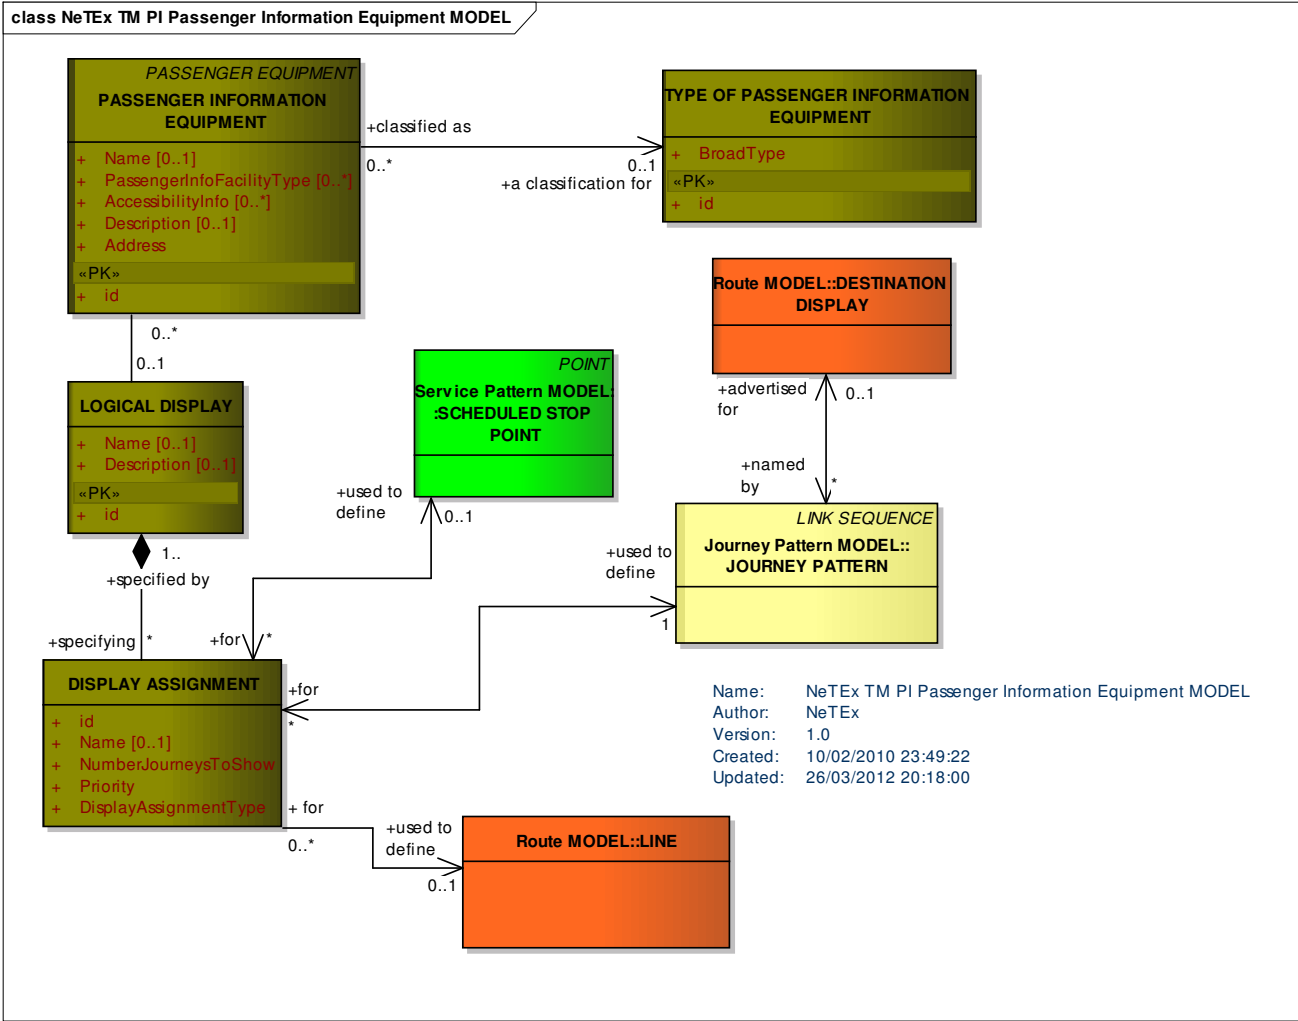 class NeTEx TM PI Passenger Information Equipment MODEL
PASSENGER EQUIPMENT
PASSENGER INFORMATION
EQUIPMENT
+ Name [0..1]
+ PassengerInfoFacilityType [0..*]
+ AccessibilityInfo [0..*]
+ Description [0..1]
+ Address
«PK»
+ id
+classified as
0..*
0..1
+a classification for
TYPE OF PASSENGER INFORMATION
EQUIPMENT
+ BroadType
«PK»
+ id
Route MODEL::DESTINATION
DISPLAY
0..*
0..1
LOGICAL DISPLAY
+ Name [0..1]
+ Description [0..1]
«PK»
+ id
POINT
Service Pattern MODEL:
:SCHEDULED STOP
POINT
+advertised
for
0..1
+named
by
*
+used to
define
0..1
LINK SEQUENCE
Journey Pattern MODEL::
JOURNEY PATTERN
1..
+specified by
+used to
define
1
+specifying
*
+for
*
DISPLAY ASSIGNMENT
+ id
+ Name [0..1]
+ NumberJourneysToShow
+ Priority
+ DisplayAssignmentType
+for
*
+ for
0..*
+used to
define
0..1
Route MODEL::LINE
Name: NeTEx TM PI Passenger Information Equipment MODEL
Author: NeTEx
Version: 1.0
Created: 10/02/2010 23:49:22
Updated: 26/03/2012 20:18:00